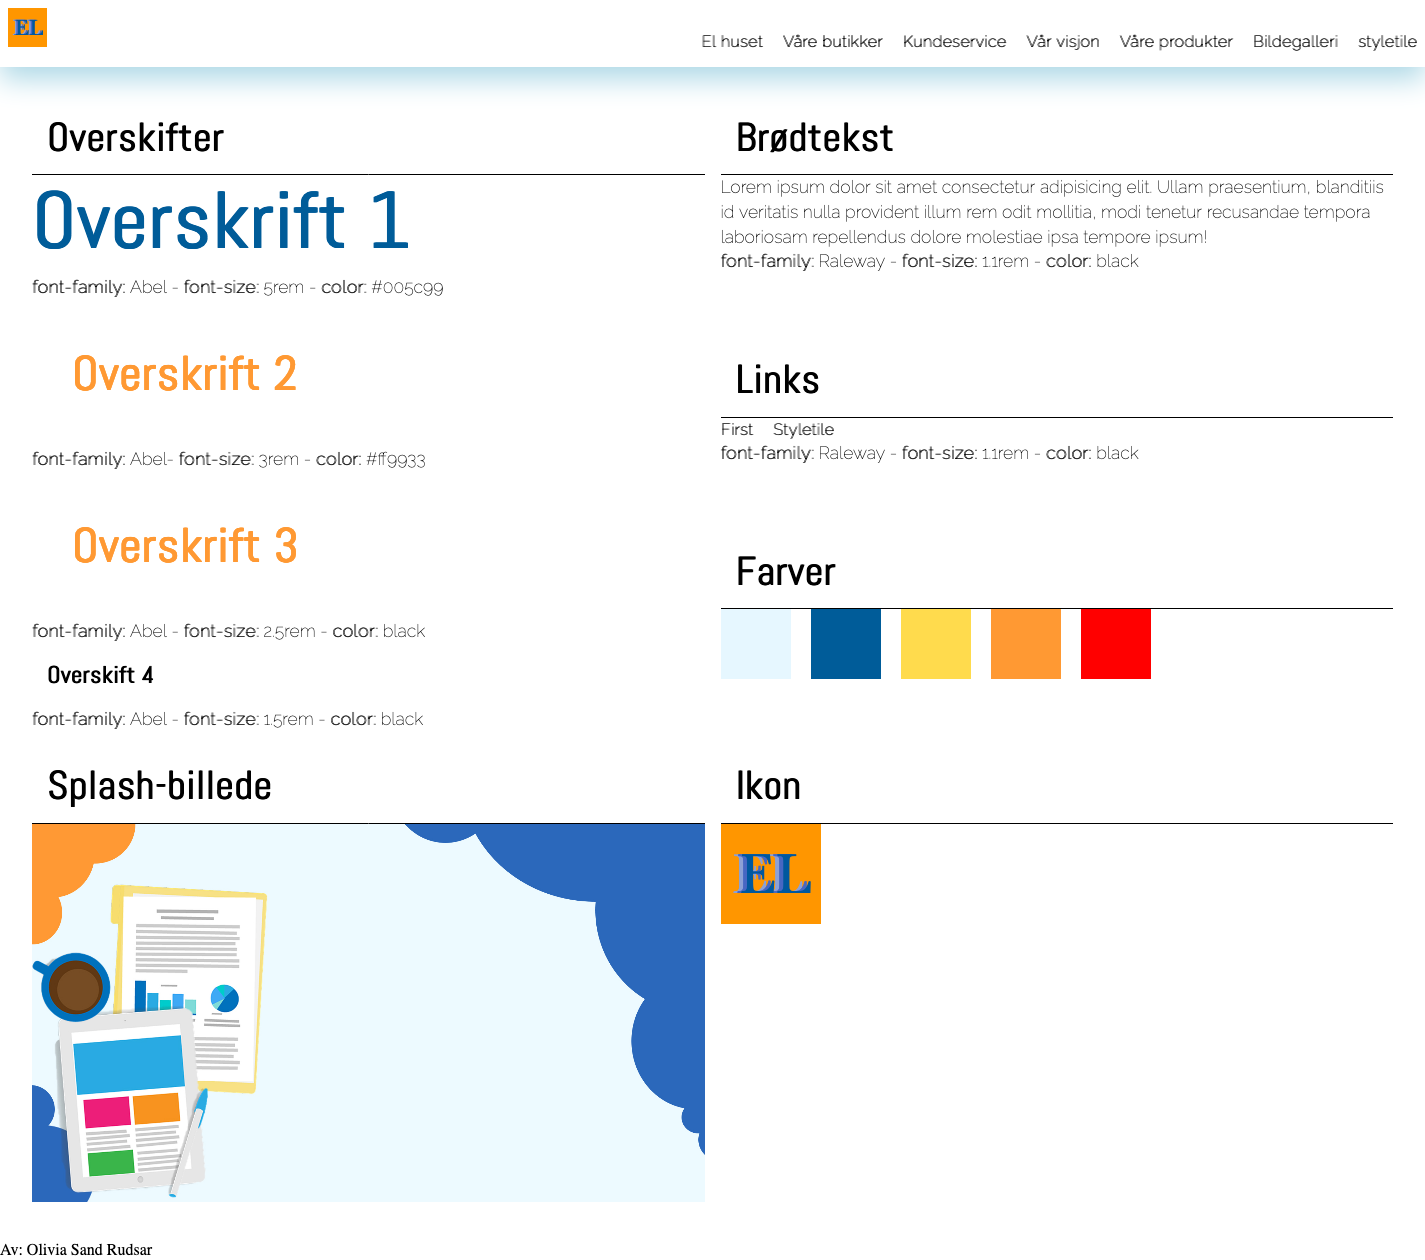 EL
El huset Våre butikker Kundeservice Vår visjon Våre produkter Bildegalleri styletile
Overskifter
Overskrift 1
font-family: Abel - font-size: 5rem - color: #005c99
Overskrift 2
font-family: Abel- font-size: 3rem - color: #ff9933
Overskrift 3
font-family: Abel - font-size: 2.5rem - color: black
Overskift 4
font-family: Abel - font-size: 1.5rem - color: black
Splash-billede
Brødtekst
Lorem ipsum dolor sit amet consectetur adipisicing elit. Ullam praesentium, blanditiis
id veritatis nulla provident illum rem odit mollitia, modi tenetur recusandae tempora
laboriosam repellendus dolore molestiae ipsa tempore ipsum!
font-family: Raleway - font-size: 1.1rem - color: black
Links
First Styletile
font-family: Raleway - font-size: 1.1rem - color: black
Farver
Ikon
EL
Av: Olivia Sand Rudsar